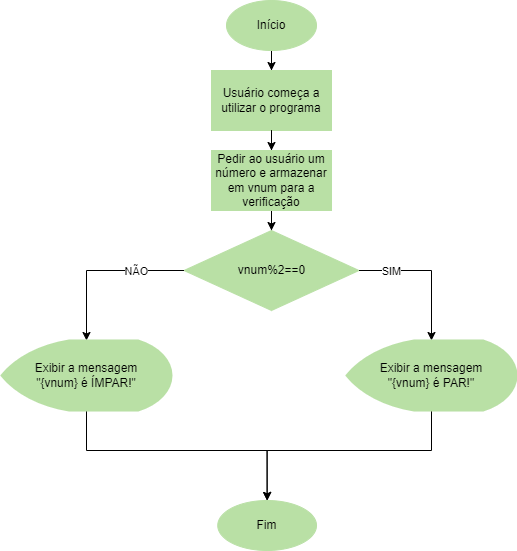 Início
Usuário começa a
utilizar o programa
Pedir ao usuário um
número e armazenar
em vnum para a
verificação
vnum%2==0
NÃO
SIM
Exibir a mensagem
"{vnum} é ÍMPAR!"
Exibir a mensagem
"{vnum} é PAR!"
Fim